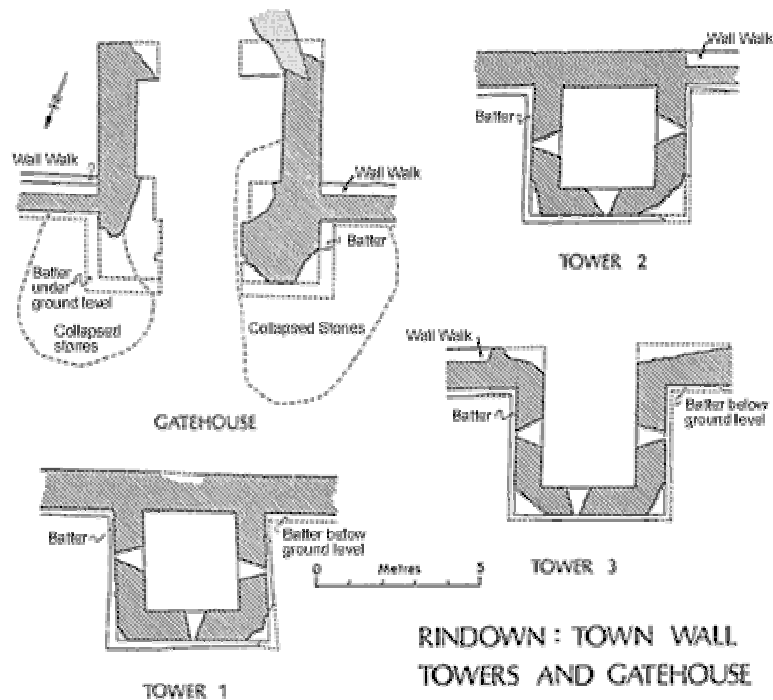 Wall Walk
Wall Walk
Batter
TOWER 2
Wall Walk
Wall Walk
Batter
Batter
under
ground level
Collapsed
stones
Collapsed Stones
GATEHOUSE
Wall Walk
Batter
Batter below
ground level
TOWER 3
Batter
Batter below
ground level
0 Metres 5
TOWER 1
RINDOWN : TOWN WALL
TOWERS AND GATEHOUSE